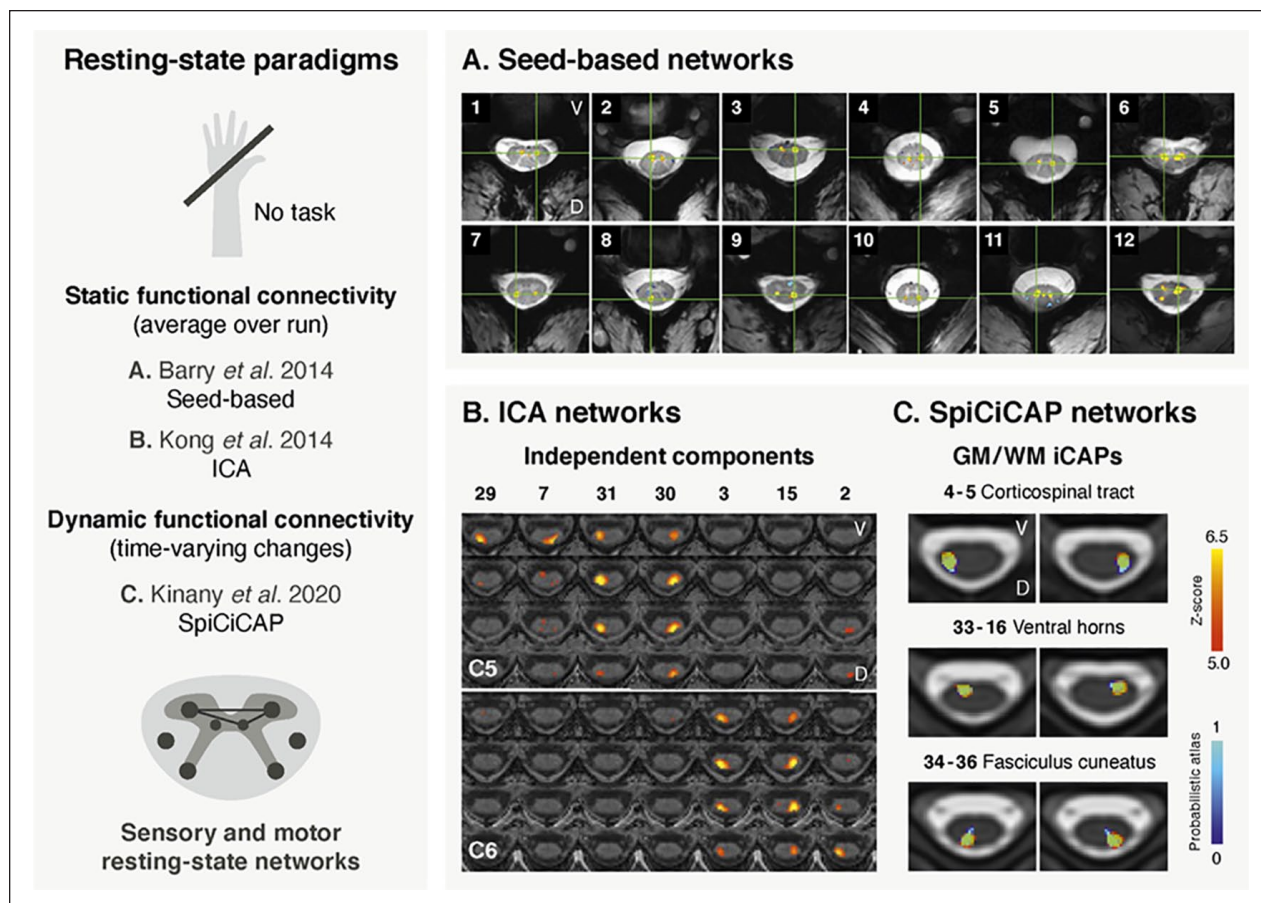 Resting-state paradigms
No task
Static functional connectivity
(average over run)
A. Barry et al. 2014
Seed-based
B. Kong et al. 2014
ICA
Dynamic functional connectivity
(time-varying changes)
C. Kinany et al. 2020
SpiCiCAP
Sensory and motor
resting-state networks
A. Seed-based networks
1 2 3 4 5 6
V
D
7 8 9 10 11 12
B. ICA networks
Independent components
29 7 31 30 3 15 2
V
C5
D
C6
C. SpiCiCAP networks
GM/WM iCAPs
4-5 Corticospinal tract
V
D
33-16 Ventral horns
34-36 Fasciculus cuneatus
6.5
Z-score
5.0
1
Probabilistic atlas
0